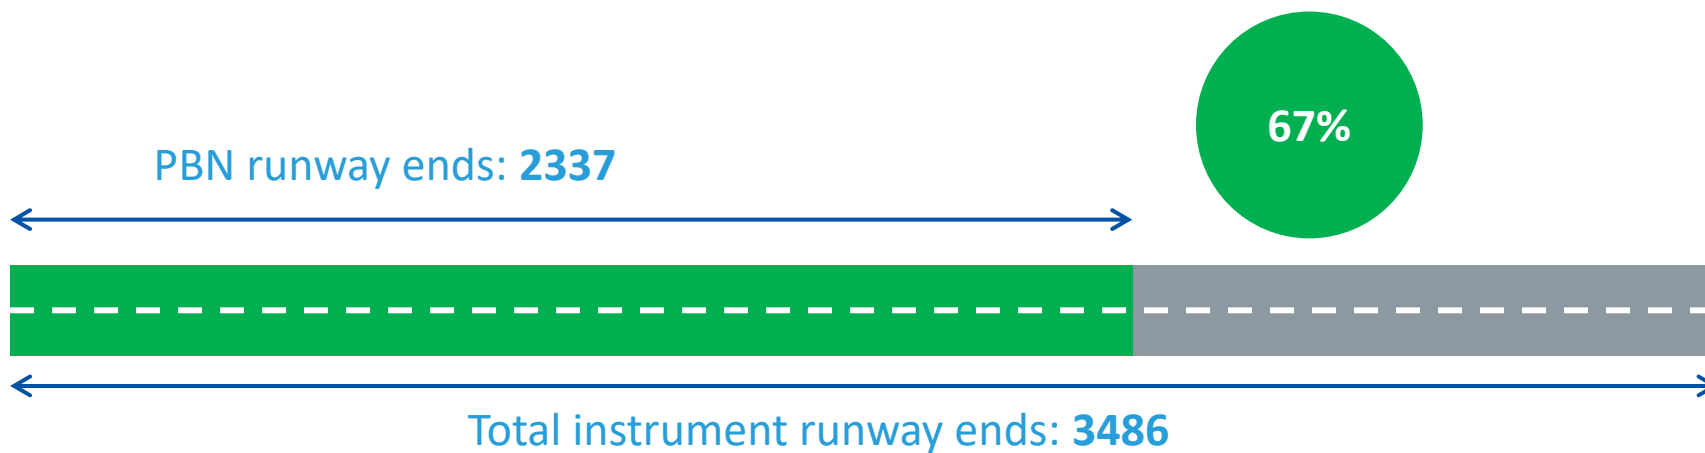 67%
PBN runway ends: 2337
Total instrument runway ends: 3486